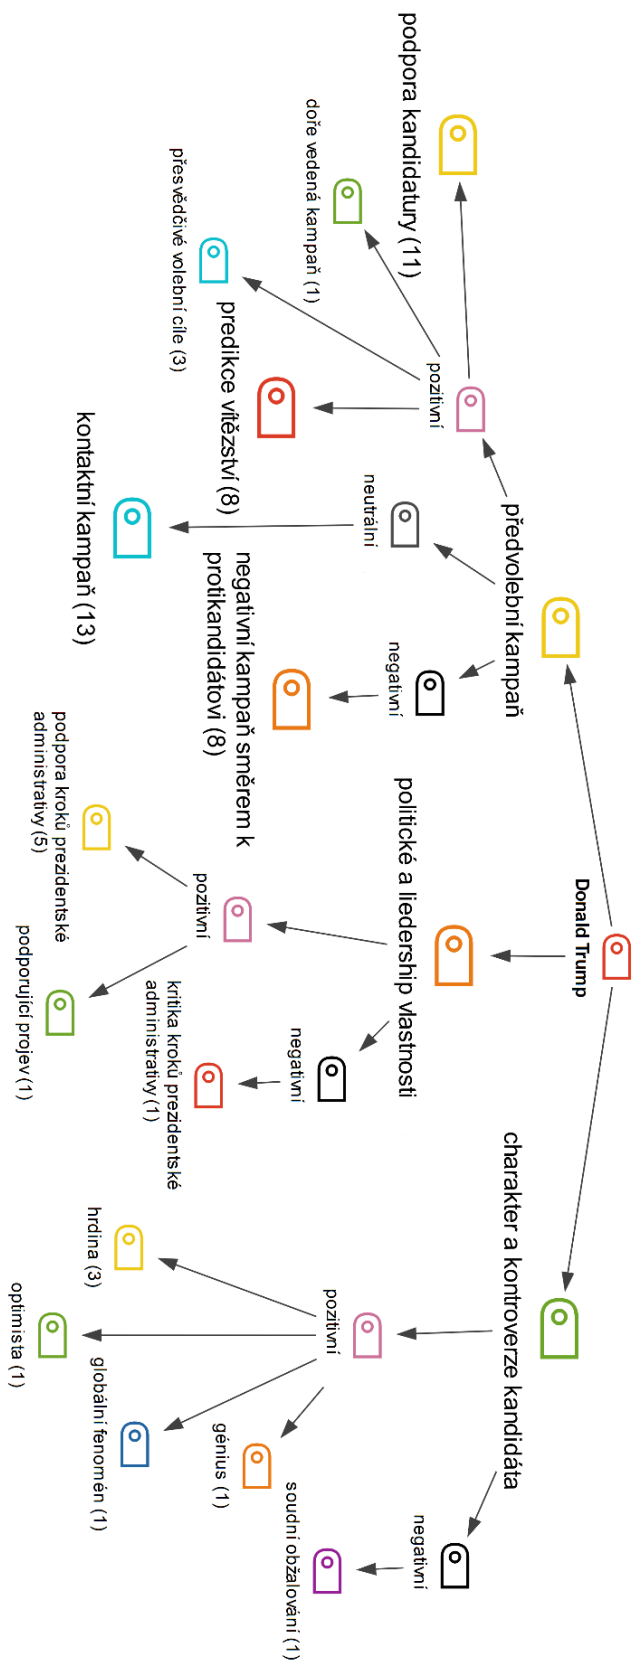 Donald Trump
předvolební kampaň
politické a liedership vlastnosti
charakter a kontroverze kandidáta
pozitivní
neutrální
negativní
pozitivní
negativní
pozitivní
negativní
podpora kandidatury (11)
doře vedená kampaň (1)
přesvědčivé volební cíle (3)
predikce vítězství (8)
kontaktní kampaň (13)
negativní kampaň směrem k
protikandidátovi (8)
podpora kroků prezidentské
administrativy (5)
podporující projev (1)
kritika kroků prezidentské
administrativy (1)
hrdina (3)
optimista (1)
globální fenomén (1)
génius (1)
soudní obžalování (1)